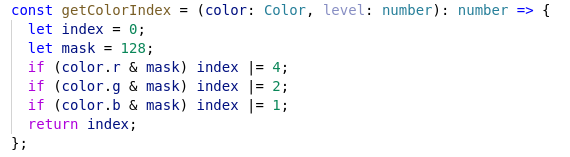 const getColorIndex = (color: Color, level: number): number => {
  let index = 0;
  let mask = 128;
  if (color.r & mask) index |= 4;
  if (color.g & mask) index |= 2;
  if (color.b & mask) index |= 1;
  return index;
};